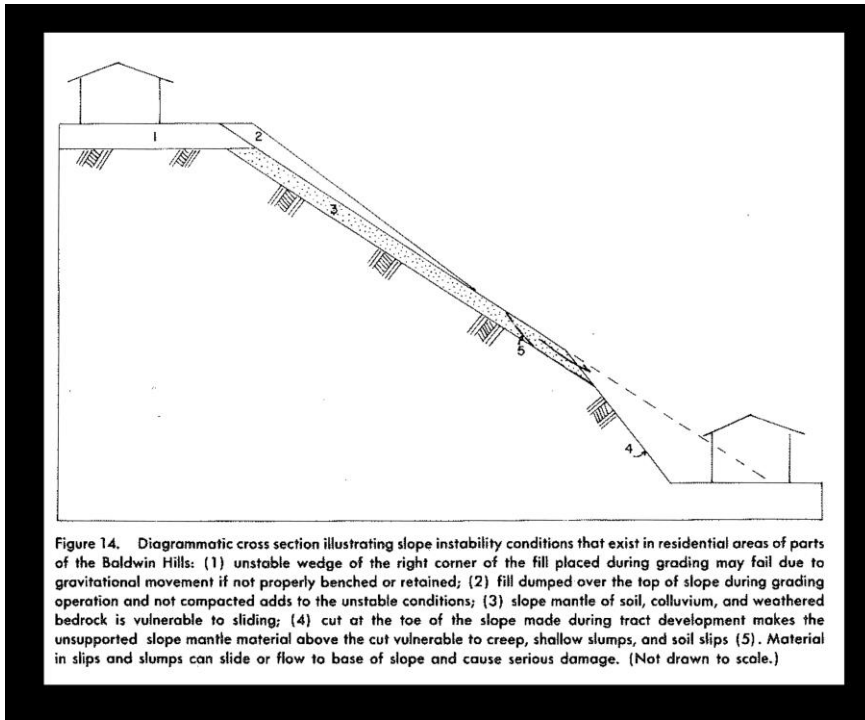 1
2
3
5
4
Figure 14. Diagrammatic cross section illustrating slope instability conditions that exist in residential areas of parts
of the Baldwin Hills: (1) unstable wedge of the right corner of the fill placed during grading may fail due to
gravitational movement if not properly benched or retained; (2) fill dumped over the top of slope during grading
operation and not compacted adds to the unstable conditions; (3) slope mantle of soil, colluvium, and weathered
bedrock is vulnerable to sliding; (4) cut at the toe of the slope made during tract development makes the
unsupported slope mantle material above the cut vulnerable to creep, shallow slumps, and soil slips (5). Material
in slips and slumps can slide or flow to base of slope and cause serious damage. (Not drawn to scale.)